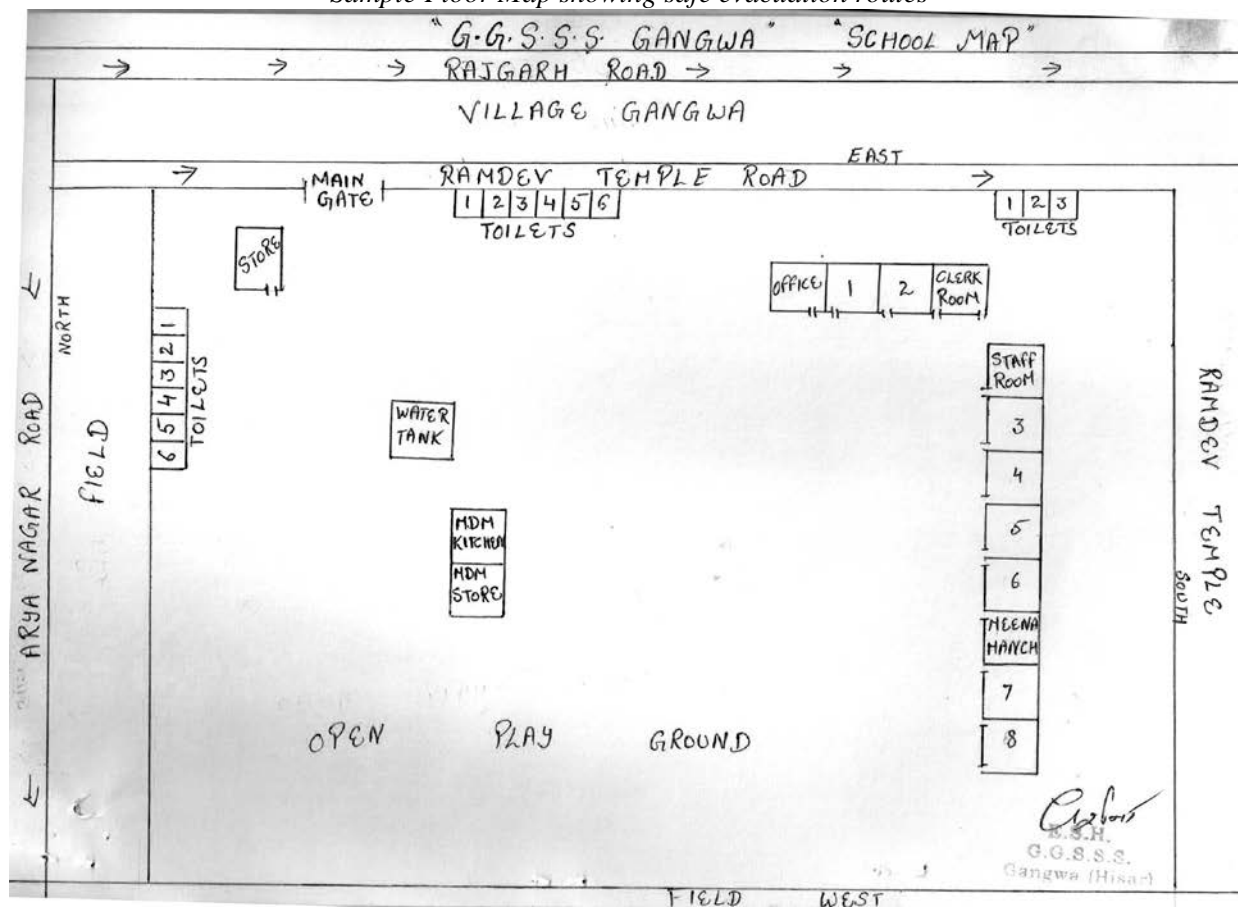 Sample Floor Map showing safe evacuation routes
"G.G.S.S.S. GANGWA" "SCHOOL MAP"
RAJGARH ROAD
VILLAGE GANGWA
EAST
RAMDEV TEMPLE ROAD
MAIN
GATE
1 2 3 4 5 6
TOILETS
1 2 3
TOILETS
STORE
OFFICE 1 2 CLERK
ROOM
NORTH
ARYA NAGAR ROAD
FIELD
6 5 4 3 2 1
TOILETS
WATER
TANK
MDM
KITCHEN
MDM
STORE
STAFF
ROOM
3
4
5
6
MEENA
MANCH
7
8
RAMDEV TEMPLE
SOUTH
OPEN PLAY GROUND
E.S.H.
G.G.S.S.S.
Gangwa (Hisar)
FIELD WEST